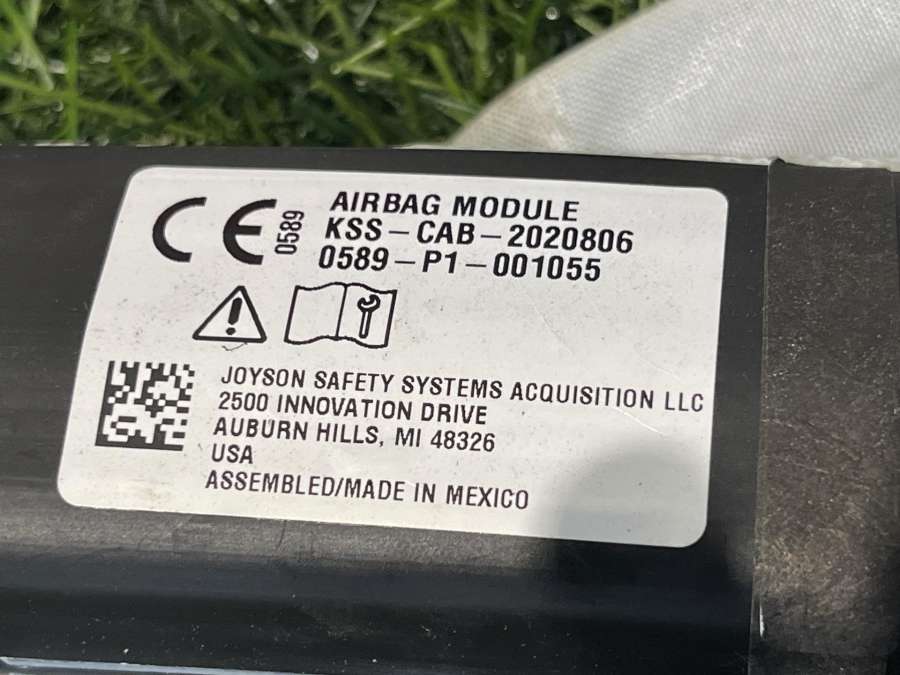 CE 0589
AIRBAG MODULE
KSS-CAB-2020806
0589-P1-001055
JOYSON SAFETY SYSTEMS ACQUISITION LLC
2500 INNOVATION DRIVE
AUBURN HILLS, MI 48326
USA
ASSEMBLED/MADE IN MEXICO